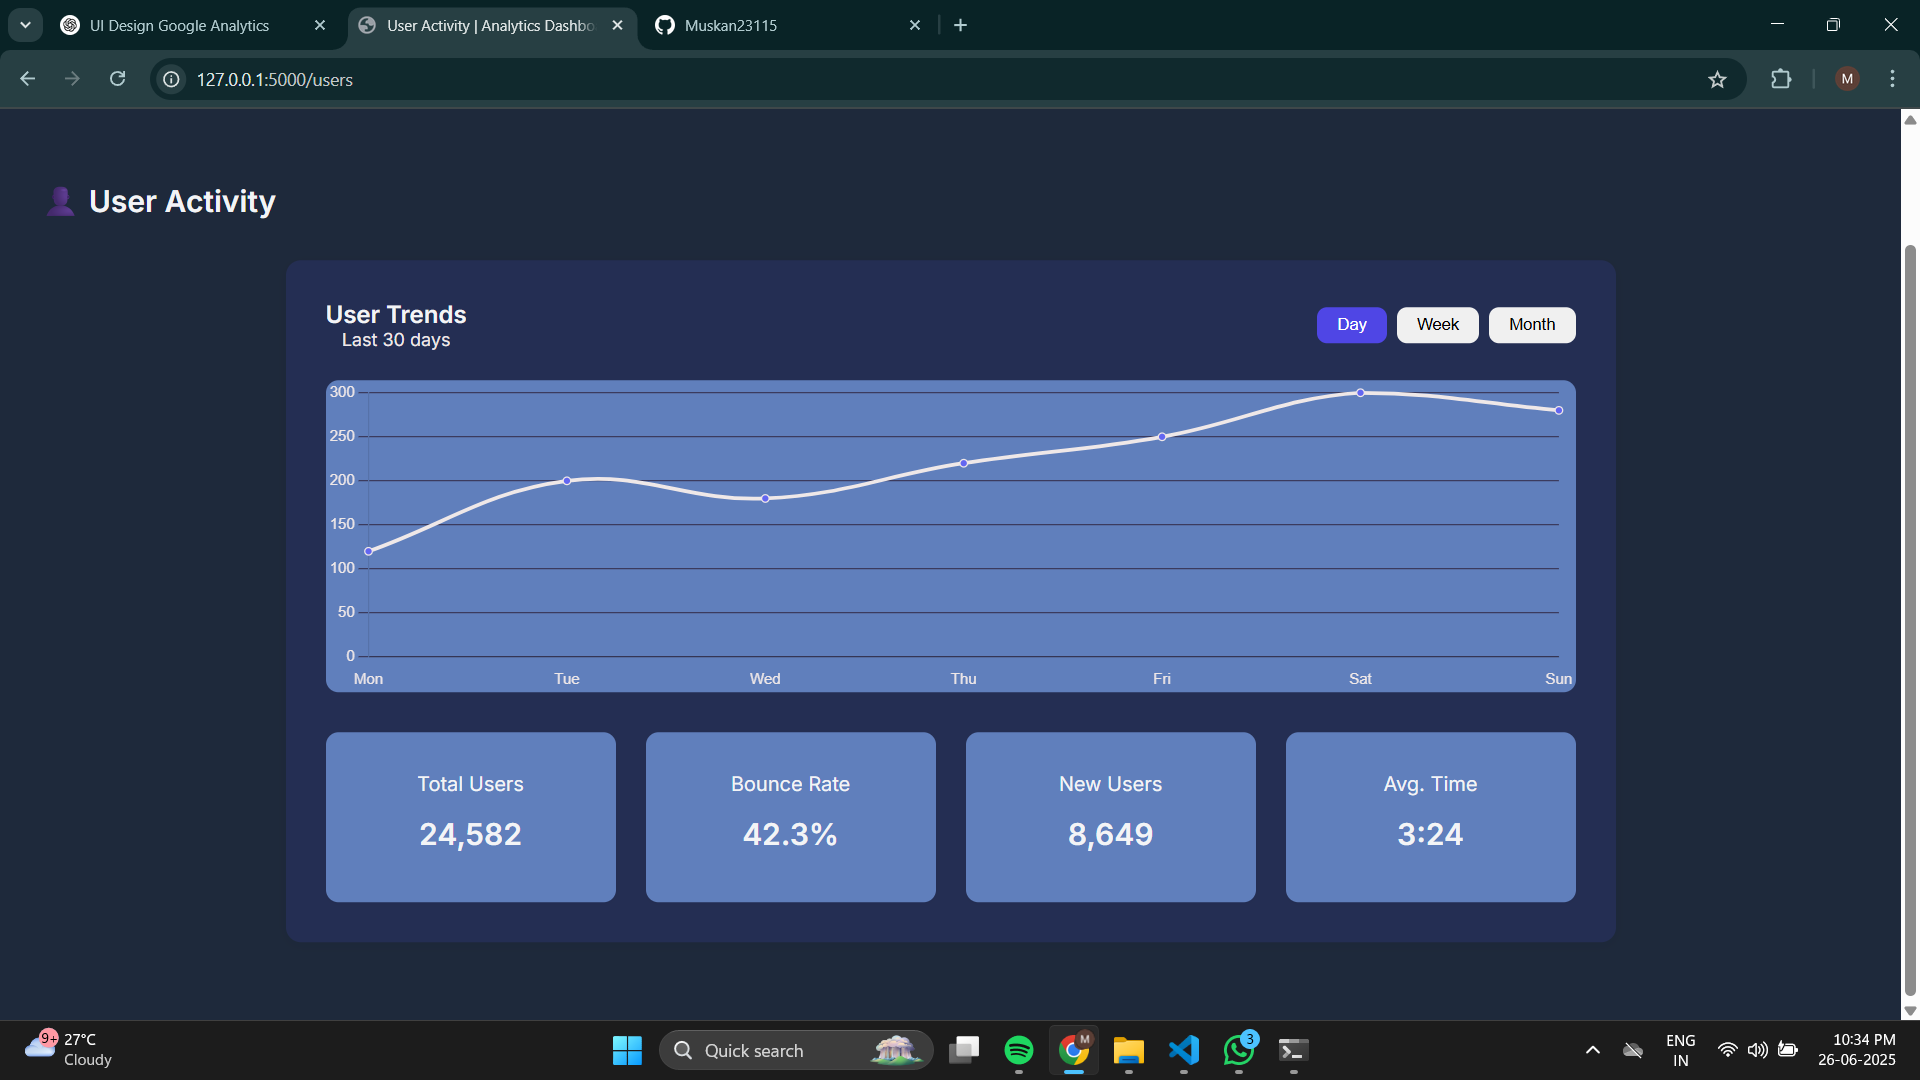 UI Design Google Analytics
User Activity | Analytics Dashbo
Muskan23115
127.0.0.1:5000/users
M
User Activity
User Trends
Last 30 days
Day
Week
Month
300
250
200
150
100
50
0
Mon
Tue
Wed
Thu
Fri
Sat
Sun
Total Users
24,582
Bounce Rate
42.3%
New Users
8,649
Avg. Time
3:24
9+
27°C
Cloudy
Quick search
M
3
ENG
IN
10:34 PM
26-06-2025